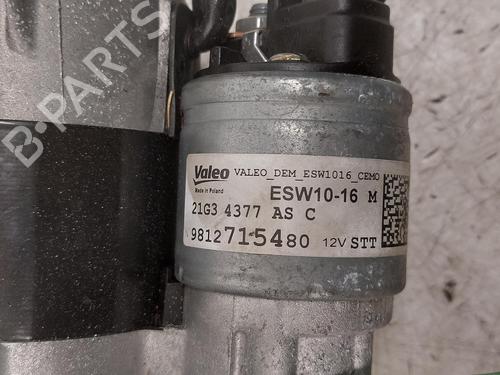 B-PARTS
Valeo VALEO_DEM_ESW1016_CEMO
Made in Poland
ESW10-16 M
21G3 4377 AS C
9812715480 12V STT